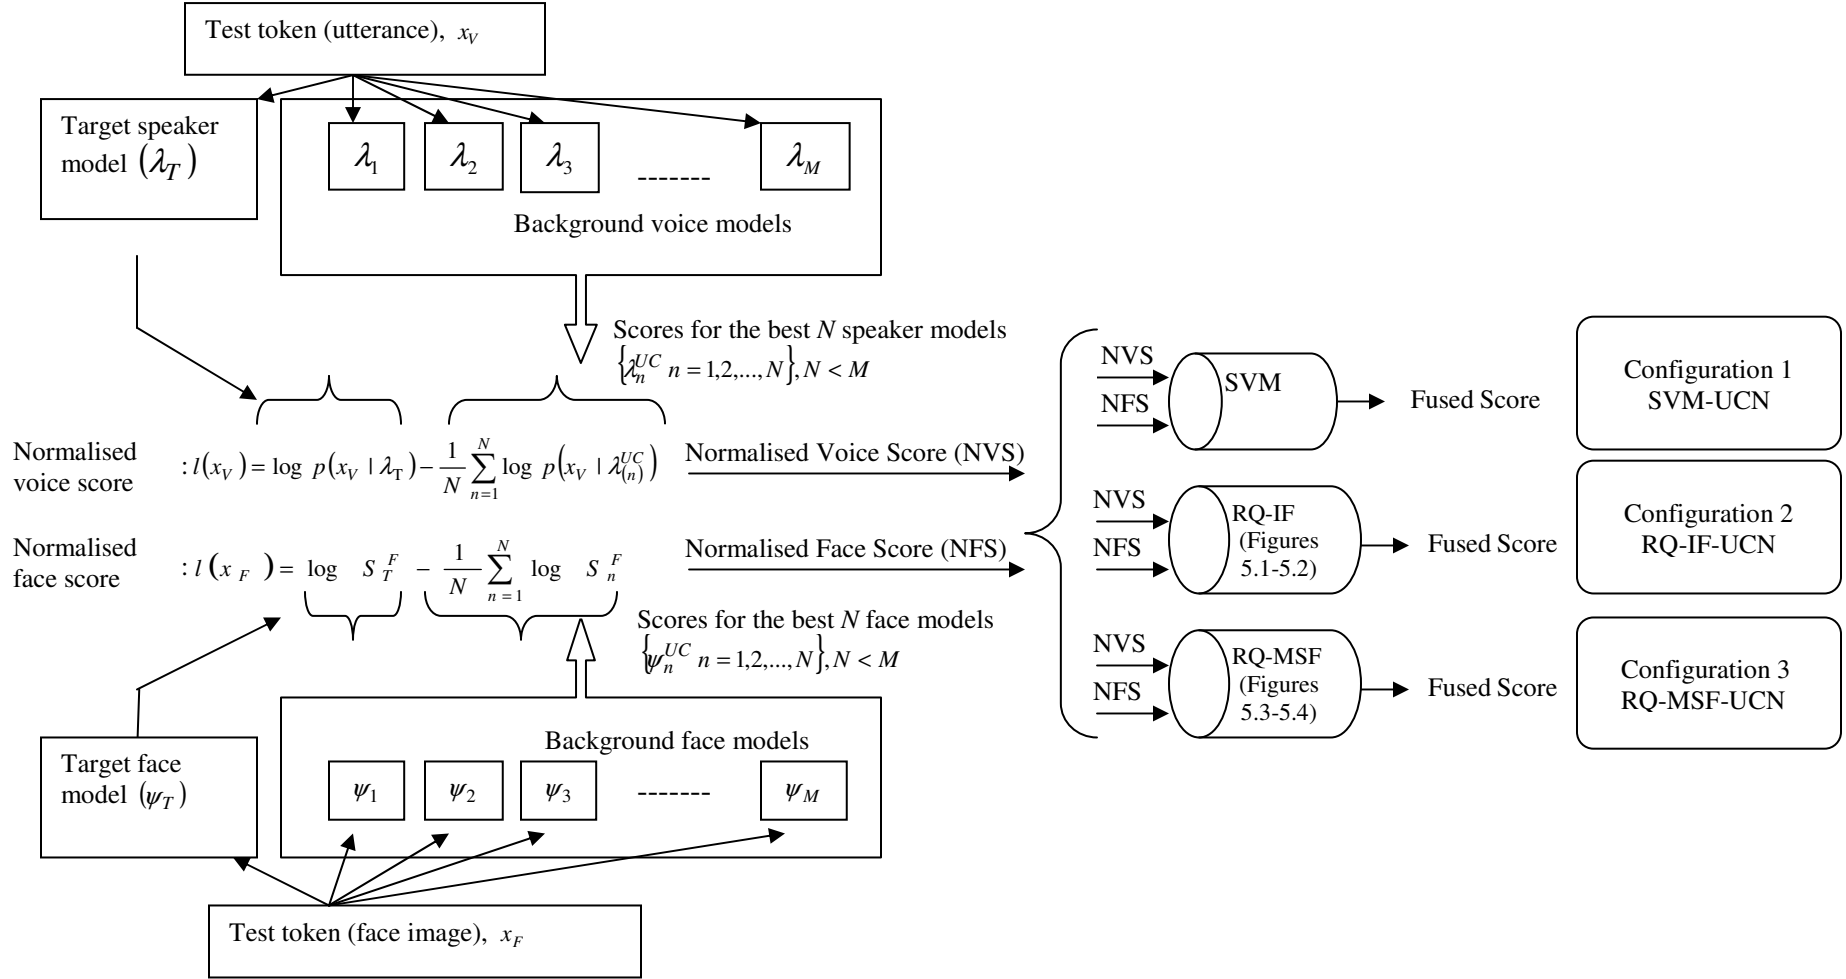 Test token (utterance), x_V
Target speaker
model (λ_T)
λ_1
λ_2
λ_3
-------
λ_M
Background voice models
Scores for the best N speaker models
{λ_n^{UC} n = 1,2,...,N}, N < M
Normalised
voice score
: l(x_V) = log p(x_V | λ_T) − 1/N ∑_{n=1}^{N} log p(x_V | λ_{(n)}^{UC})
Normalised Voice Score (NVS)
Normalised
face score
: l(x_F) = log S_T^F − 1/N ∑_{n=1}^{N} log S_n^F
Normalised Face Score (NFS)
Scores for the best N face models
{ψ_n^{UC} n = 1,2,...,N}, N < M
Background face models
Target face
model (ψ_T)
ψ_1
ψ_2
ψ_3
-------
ψ_M
Test token (face image), x_F
NVS
NFS
SVM
Fused Score
Configuration 1
SVM-UCN
NVS
NFS
RQ-IF
(Figures
5.1-5.2)
Fused Score
Configuration 2
RQ-IF-UCN
NVS
NFS
RQ-MSF
(Figures
5.3-5.4)
Fused Score
Configuration 3
RQ-MSF-UCN